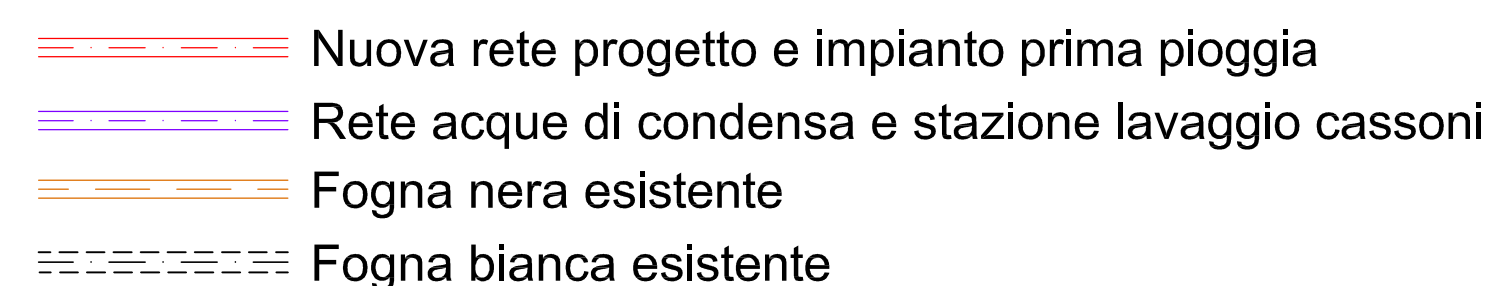 Nuova rete progetto e impianto prima pioggia
Rete acque di condensa e stazione lavaggio cassoni
Fogna nera esistente
Fogna bianca esistente